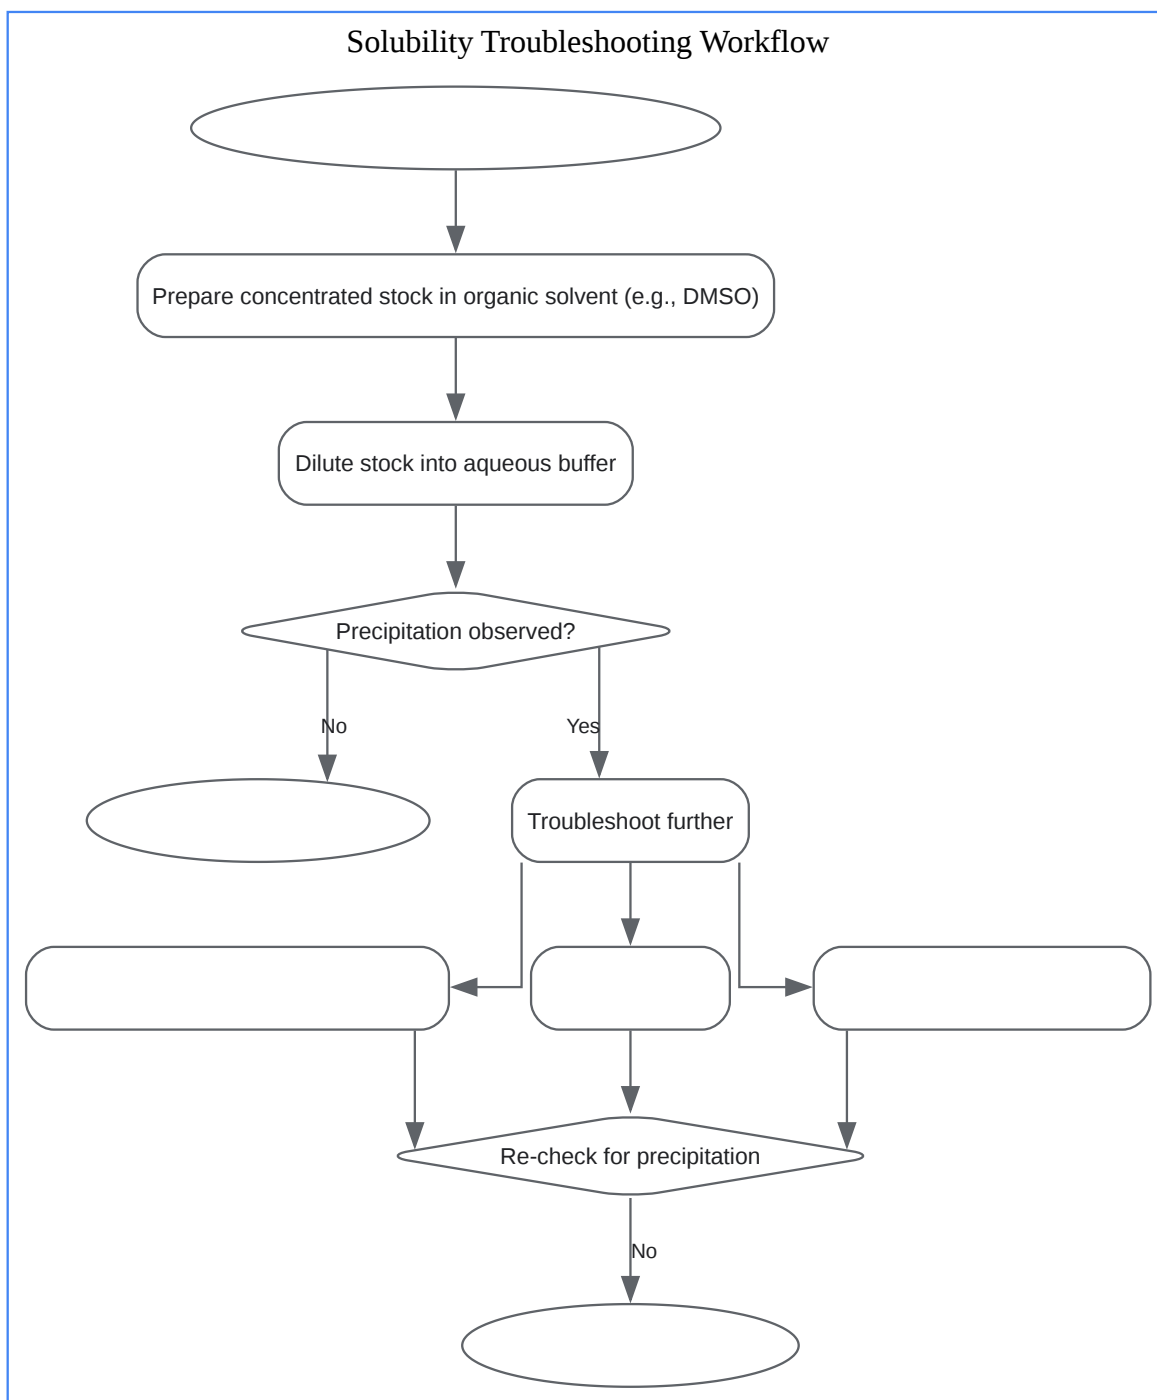 Solubility Troubleshooting Workflow
Prepare concentrated stock in organic solvent (e.g., DMSO)
Dilute stock into aqueous buffer
Precipitation observed?
No
Yes
Troubleshoot further
Re-check for precipitation
No